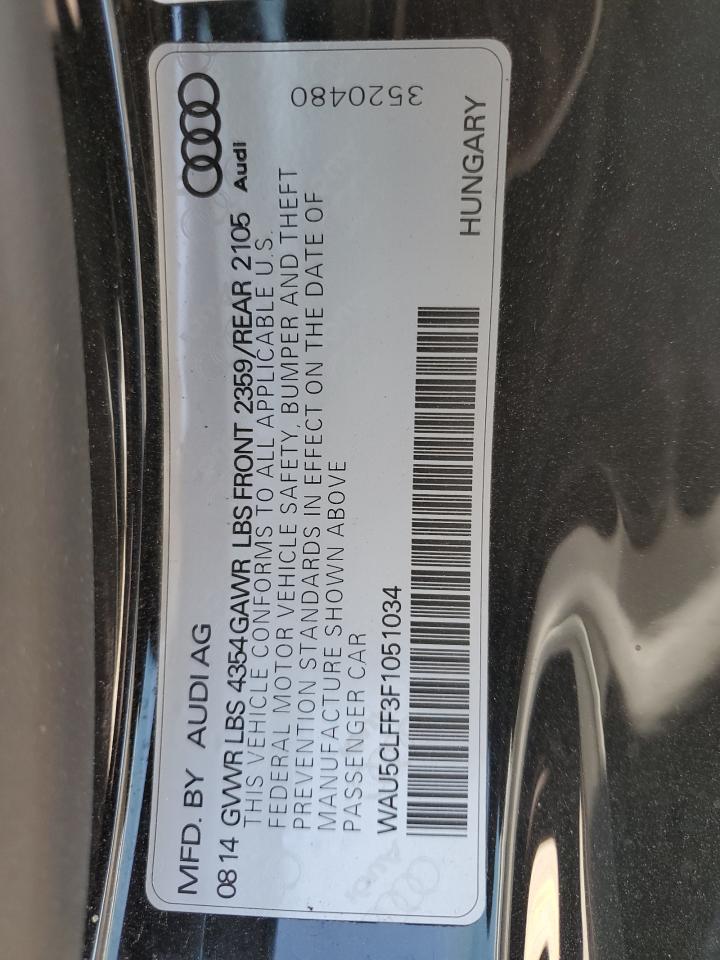 MFD. BY AUDI AG
0814 GVWR LBS 4354 GAWR LBS FRONT 2359/REAR 2105
Audi
THIS VEHICLE CONFORMS TO ALL APPLICABLE U.S.
FEDERAL MOTOR VEHICLE SAFETY, BUMPER AND THEFT
PREVENTION STANDARDS IN EFFECT ON THE DATE OF
MANUFACTURE SHOWN ABOVE
PASSENGER CAR
WAU5CLFF3F1051034
3520480
HUNGARY